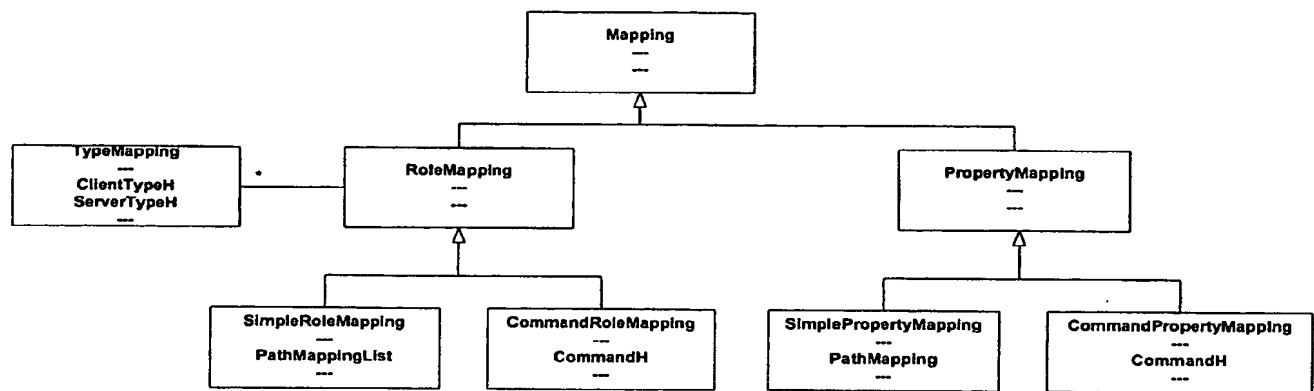 Mapping
---
---
TypeMapping
---
ClientTypeH
ServerTypeH
---
*
RoleMapping
---
---
PropertyMapping
---
---
SimpleRoleMapping
---
PathMappingList
---
CommandRoleMapping
---
CommandH
---
SimplePropertyMapping
---
PathMapping
---
CommandPropertyMapping
---
CommandH
---